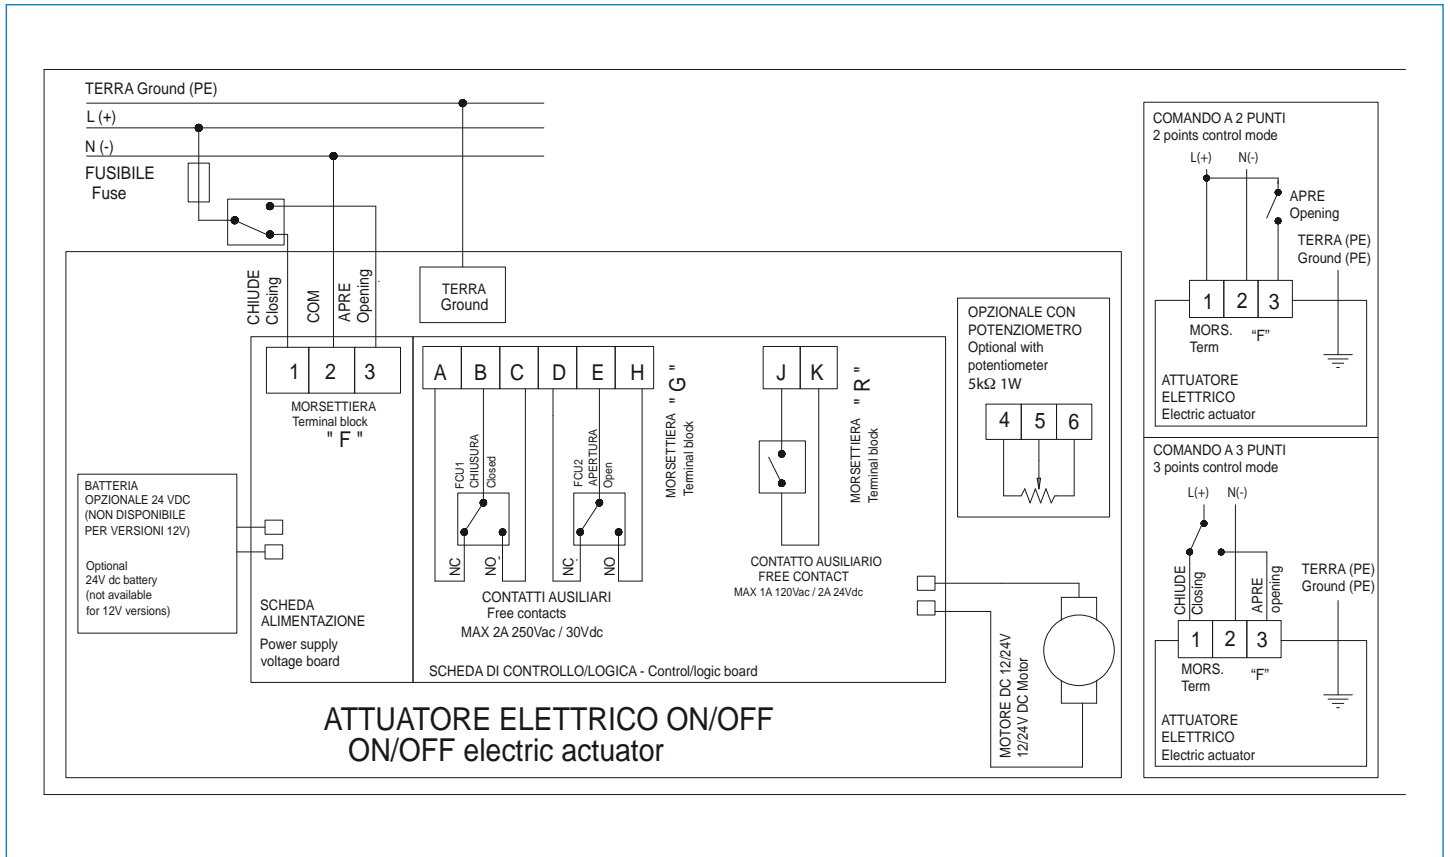 TERRA Ground (PE)
L (+)
N (-)
FUSIBILE
Fuse
CHIUDE
Closing
COM
APRE
Opening
TERRA
Ground
1 2 3
MORSETTIERA
Terminal block
" F "
A B C D E H
MORSETTIERA " G "
Terminal block
FCU1
CHIUSURA
Closed
FCU2
APERTURA
Open
NC
NO
NC
NO
CONTATTI AUSILIARI
Free contacts
MAX 2A 250Vac / 30Vdc
J K
MORSETTIERA " R "
Terminal block
CONTATTO AUSILIARIO
FREE CONTACT
MAX 1A 120Vac / 2A 24Vdc
OPZIONALE CON
POTENZIOMETRO
Optional with
potentiometer
5kΩ 1W
4 5 6
BATTERIA
OPZIONALE 24 VDC
(NON DISPONIBILE
PER VERSIONI 12V)
Optional
24V dc battery
(not available
for 12V versions)
SCHEDA
ALIMENTAZIONE
Power supply
voltage board
SCHEDA DI CONTROLLO/LOGICA - Control/logic board
MOTORE DC 12/24V
12/24V DC Motor
ATTUATORE ELETTRICO ON/OFF
ON/OFF electric actuator
COMANDO A 2 PUNTI
2 points control mode
L(+) N(-)
APRE
Opening
TERRA (PE)
Ground (PE)
1 2 3
MORS. “F”
Term
ATTUATORE
ELETTRICO
Electric actuator
COMANDO A 3 PUNTI
3 points control mode
L(+) N(-)
CHIUDE
Closing
APRE
opening
TERRA (PE)
Ground (PE)
1 2 3
MORS. “F”
Term
ATTUATORE
ELETTRICO
Electric actuator